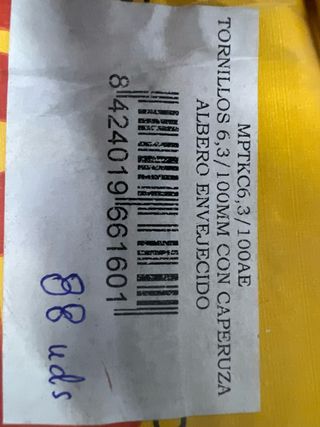 MPTKC6,3/100AE
TORNILLOS 6,3/100MM CON CAPERUZA
ALBERO ENVEJECIDO
8 424019 661601
88 uds